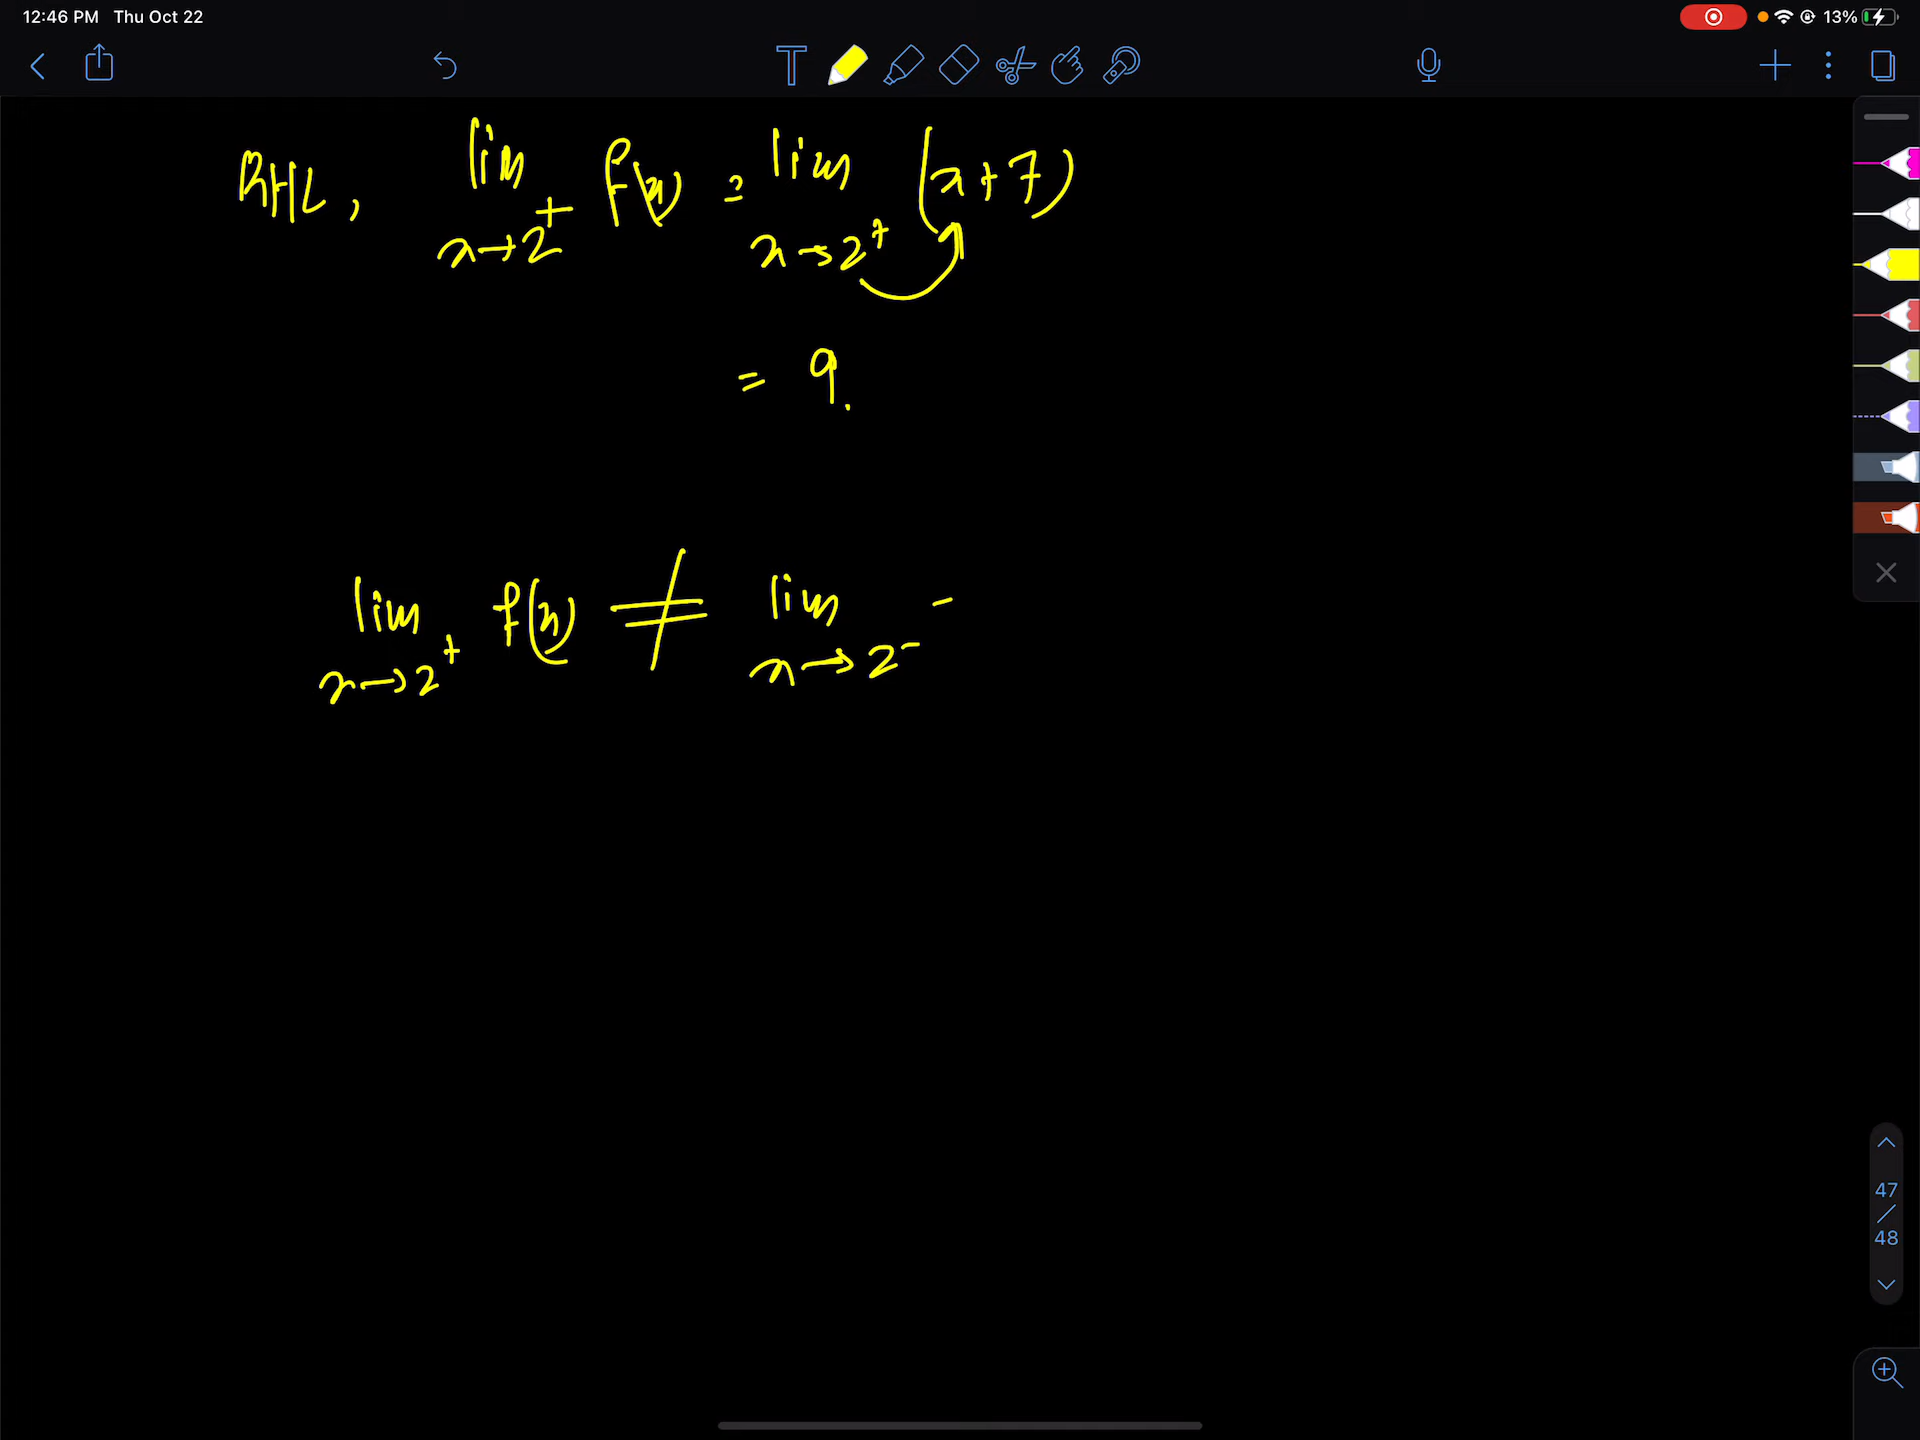 12:46 PM Thu Oct 22 13%
RHL, lim x→2⁺ f(x) = lim x→2⁺ (x+7)
= 9.
lim x→2⁺ f(x) ≠ lim x→2⁻
47
/
48